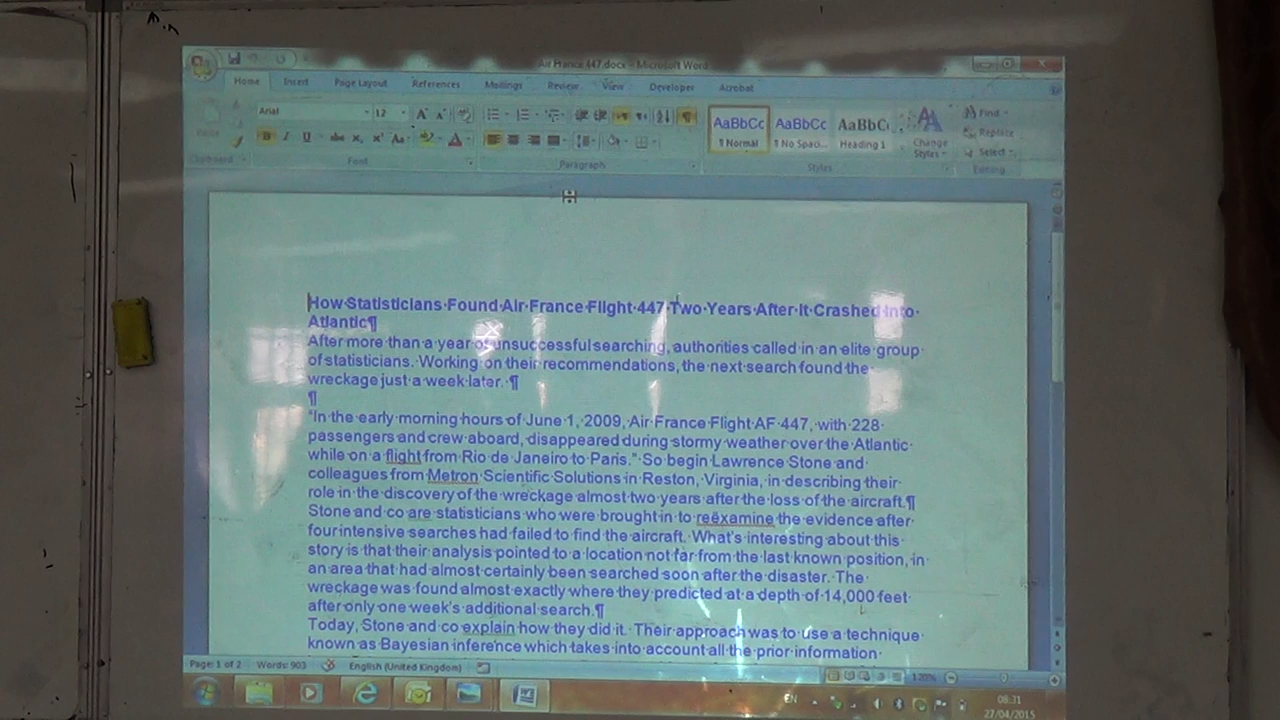 Min
Air France 447.docx - Microsoft Word
Home Insert Page Layout References Mailings Review View Developer Acrobat
Arial 12
AaBbCc AaBbCc AaBbC
¶ Normal ¶ No Spaci... Heading 1
Change Styles
Find
Replace
Select
Paste
Clipboard Font Paragraph Styles Editing
How Statisticians Found Air France Flight 447 Two Years After It Crashed Into
Atlantic¶
After more than a year of unsuccessful searching, authorities called in an elite group
of statisticians. Working on their recommendations, the next search found the
wreckage just a week later. ¶
¶
"In the early morning hours of June 1, 2009, Air France Flight AF 447, with 228
passengers and crew aboard, disappeared during stormy weather over the Atlantic
while on a flight from Rio de Janeiro to Paris." So begin Lawrence Stone and
colleagues from Metron Scientific Solutions in Reston, Virginia, in describing their
role in the discovery of the wreckage almost two years after the loss of the aircraft.¶
Stone and co are statisticians who were brought in to reëxamine the evidence after
four intensive searches had failed to find the aircraft. What's interesting about this
story is that their analysis pointed to a location not far from the last known position, in
an area that had almost certainly been searched soon after the disaster. The
wreckage was found almost exactly where they predicted at a depth of 14,000 feet
after only one week's additional search.¶
Today, Stone and co explain how they did it. Their approach was to use a technique
known as Bayesian inference which takes into account all the prior information
Page: 1 of 2 Words: 903 English (United Kingdom) 120%
EN 08:31
27/04/2015